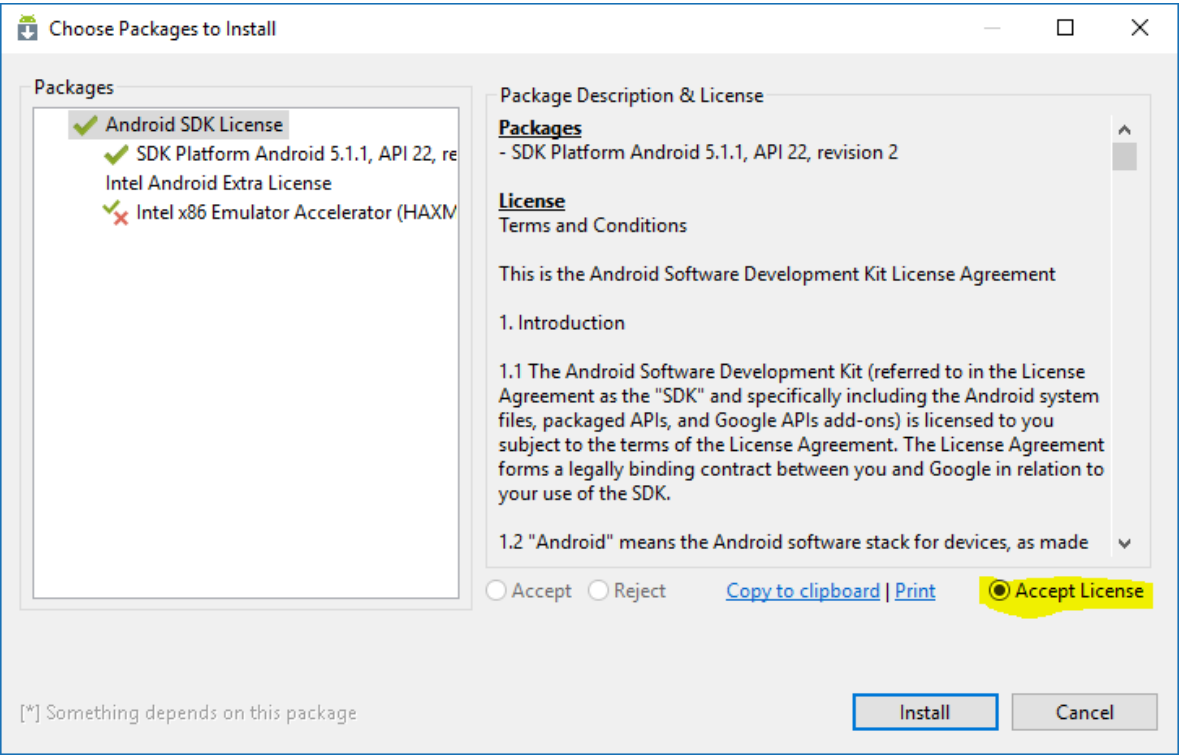 Choose Packages to Install
Packages
Android SDK License
SDK Platform Android 5.1.1, API 22, re
Intel Android Extra License
Intel x86 Emulator Accelerator (HAXM
Package Description & License
Packages
- SDK Platform Android 5.1.1, API 22, revision 2
License
Terms and Conditions
This is the Android Software Development Kit License Agreement
1. Introduction
1.1 The Android Software Development Kit (referred to in the License
Agreement as the "SDK" and specifically including the Android system
files, packaged APIs, and Google APIs add-ons) is licensed to you
subject to the terms of the License Agreement. The License Agreement
forms a legally binding contract between you and Google in relation to
your use of the SDK.
1.2 "Android" means the Android software stack for devices, as made
Accept Reject Copy to clipboard | Print Accept License
[*] Something depends on this package
Install Cancel